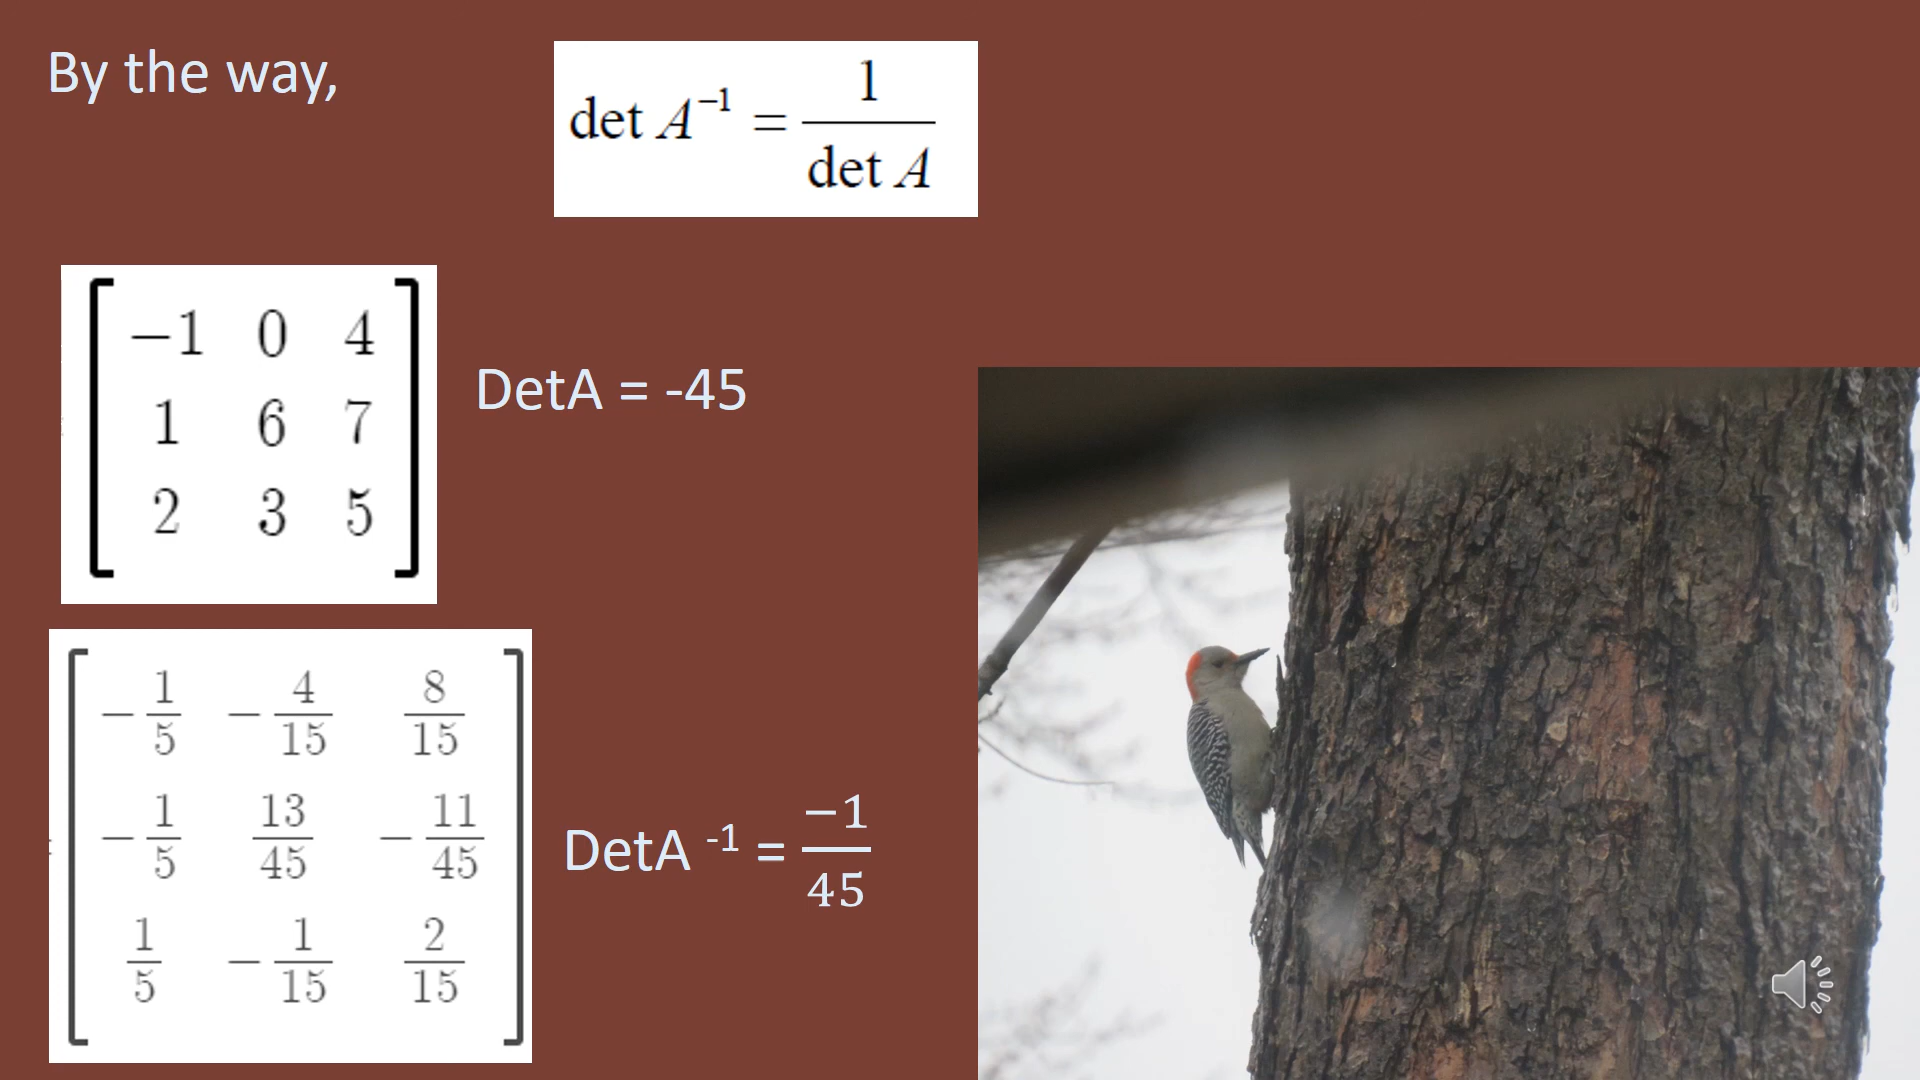 By the way,
det A⁻¹ = 1 / det A
-1 0 4
1 6 7
2 3 5
DetA = -45
-1/5 -4/15 8/15
-1/5 13/45 -11/45
1/5 -1/15 2/15
DetA ⁻¹ = -1/45